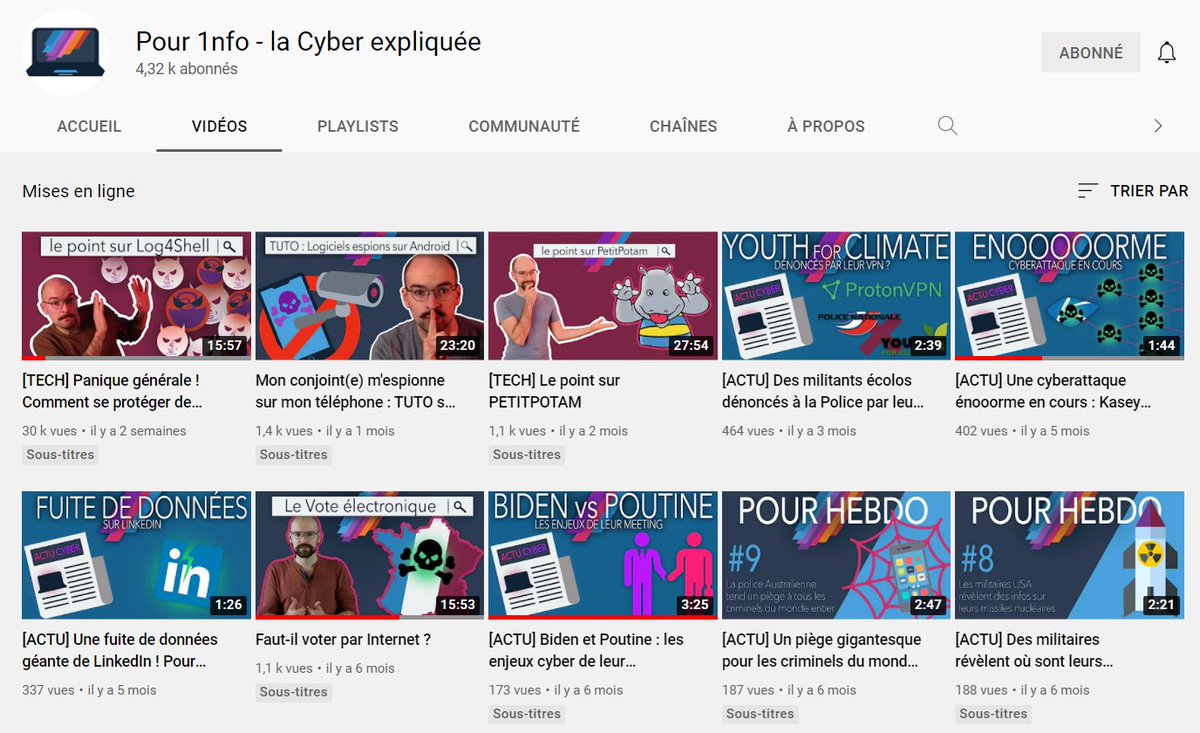 Pour 1nfo - la Cyber expliquée
4,32 k abonnés
ABONNÉ
ACCUEIL
VIDÉOS
PLAYLISTS
COMMUNAUTÉ
CHAÎNES
À PROPOS
Mises en ligne
TRIER PAR
le point sur Log4Shell
15:57
TUTO : Logiciels espions sur Android
23:20
le point sur PetitPotam
27:54
YOUTH FOR CLIMATE
DÉNONCÉS PAR LEUR VPN ?
ACTU CYBER
ProtonVPN
POLICE NATIONALE
YOU
FOR CLI
2:39
ENOOOOORME
CYBERATTAQUE EN COURS
ACTU CYBER
1:44
[TECH] Panique générale !
Comment se protéger de...
30 k vues • il y a 2 semaines
Sous-titres
Mon conjoint(e) m'espionne
sur mon téléphone : TUTO s...
1,4 k vues • il y a 1 mois
Sous-titres
[TECH] Le point sur
PETITPOTAM
1,1 k vues • il y a 2 mois
Sous-titres
[ACTU] Des militants écolos
dénoncés à la Police par leu...
464 vues • il y a 3 mois
[ACTU] Une cyberattaque
énooorme en cours : Kasey...
402 vues • il y a 5 mois
FUITE DE DONNÉES
SUR LINKEDIN
ACTU CYBER
in
1:26
Le Vote électronique
15:53
BIDEN VS POUTINE
LES ENJEUX DE LEUR MEETING
ACTU CYBER
3:25
POUR HEBDO
#9
La police Australienne
tend un piège à tous les
criminels du monde entier
2:47
POUR HEBDO
#8
Les militaires USA
révèlent des infos sur
leurs missiles nucléaires
2:21
[ACTU] Une fuite de données
géante de LinkedIn ! Pour...
337 vues • il y a 5 mois
Faut-il voter par Internet ?
1,1 k vues • il y a 6 mois
Sous-titres
[ACTU] Biden et Poutine : les
enjeux cyber de leur...
173 vues • il y a 6 mois
Sous-titres
[ACTU] Un piège gigantesque
pour les criminels du mond...
187 vues • il y a 6 mois
Sous-titres
[ACTU] Des militaires
révèlent où sont leurs...
188 vues • il y a 6 mois
Sous-titres